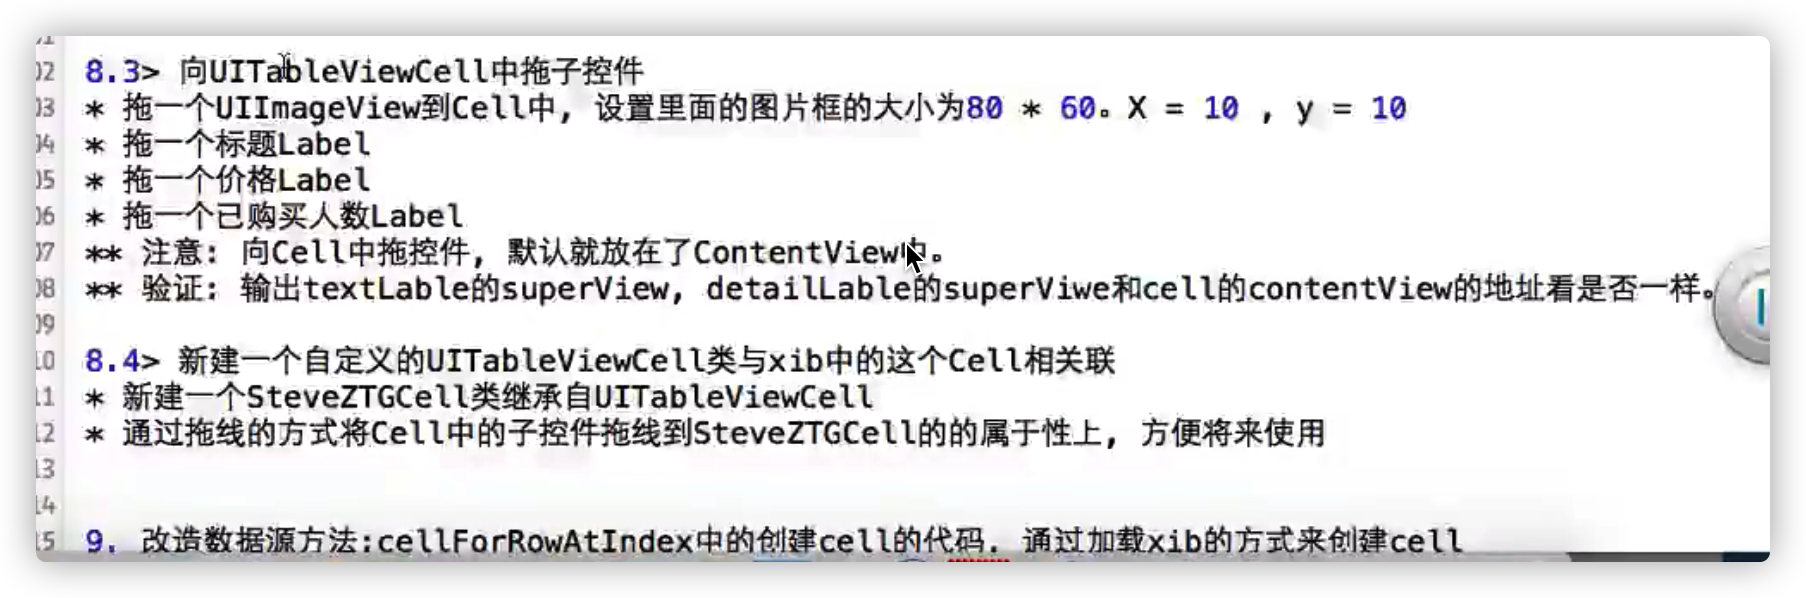 02 8.3> 向UITableViewCell中拖子控件
03 * 拖一个UIImageView到Cell中, 设置里面的图片框的大小为80 * 60。X = 10 , y = 10
04 * 拖一个标题Label
05 * 拖一个价格Label
06 * 拖一个已购买人数Label
07 ** 注意: 向Cell中拖控件, 默认就放在了ContentView中。
08 ** 验证: 输出textLable的superView, detailLable的superViwe和cell的contentView的地址看是否一样。
09
10 8.4> 新建一个自定义的UITableViewCell类与xib中的这个Cell相关联
11 * 新建一个SteveZTGCell类继承自UITableViewCell
12 * 通过拖线的方式将Cell中的子控件拖线到SteveZTGCell的的属于性上, 方便将来使用
13
14
15 9. 改造数据源方法:cellForRowAtIndex中的创建cell的代码. 通过加载xib的方式来创建cell